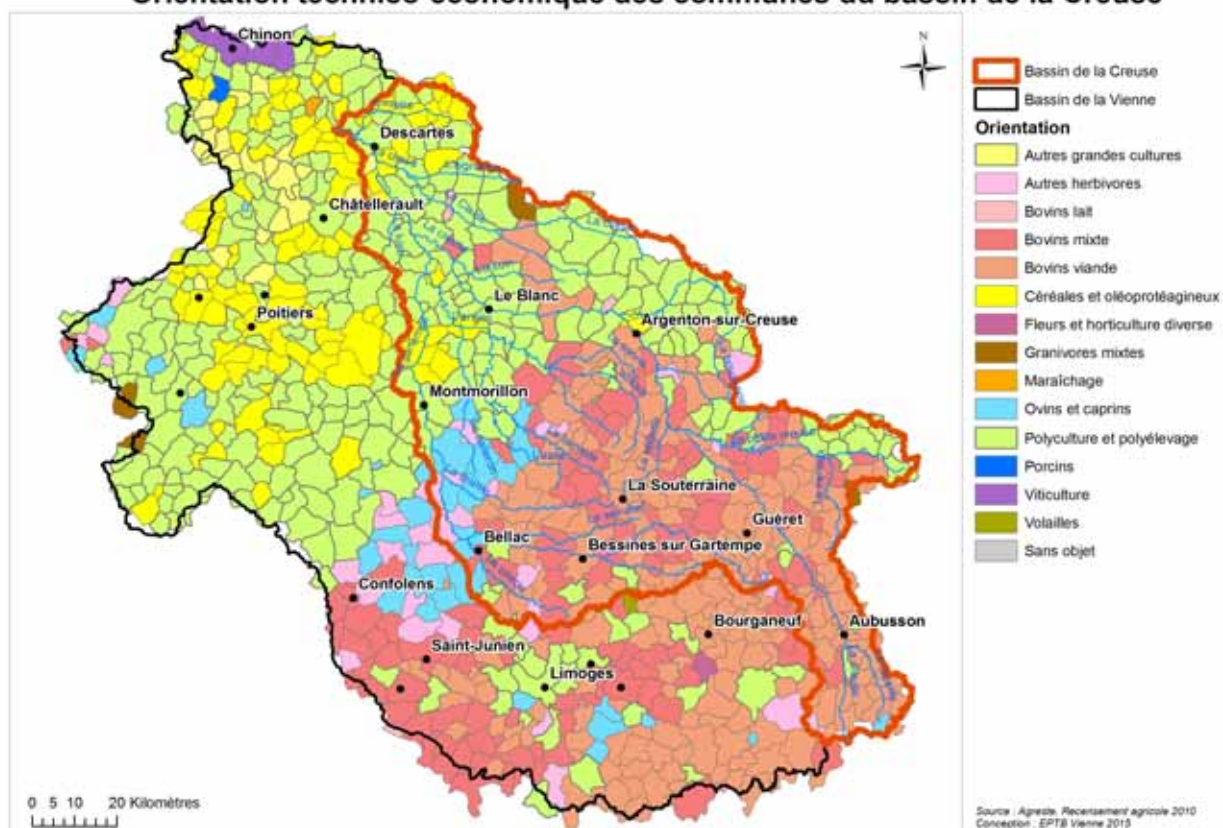 Orientation technico-économique des communes du bassin de la Creuse
N
Chinon
Descartes
Châtellerault
Poitiers
Le Blanc
Argenton-sur-Creuse
Montmorillon
La Souterraine
Guéret
Bellac
Bessines sur Gartempe
Confolens
Bourganeuf
Aubusson
Saint-Junien
Limoges
Bassin de la Creuse
Bassin de la Vienne
Orientation
Autres grandes cultures
Autres herbivores
Bovins lait
Bovins mixte
Bovins viande
Céréales et oléoprotéagineux
Fleurs et horticulture diverse
Granivores mixtes
Maraîchage
Ovins et caprins
Polyculture et polyélevage
Porcins
Viticulture
Volailles
Sans objet
0 5 10 20 Kilomètres
Source : Agreste, Recensement agricole 2010
Conception : EPTB Vienne 2015